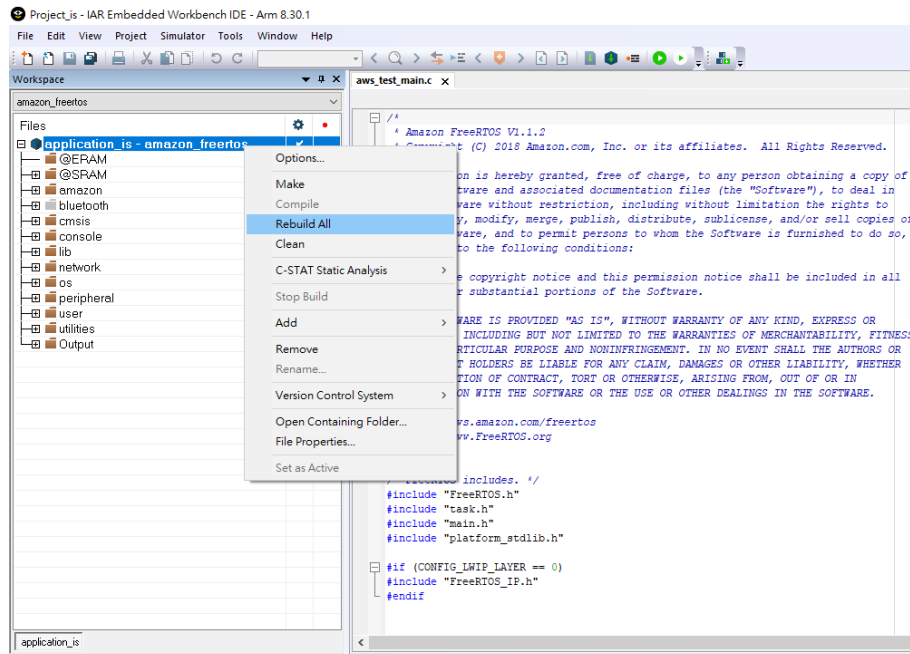 Project_is - IAR Embedded Workbench IDE - Arm 8.30.1
File Edit View Project Simulator Tools Window Help
Workspace
amazon_freertos
Files
application_is - amazon_freertos
@ERAM
@SRAM
amazon
bluetooth
cmsis
console
lib
network
os
peripheral
user
utilities
Output
application_is
Options...
Make
Compile
Rebuild All
Clean
C-STAT Static Analysis
Stop Build
Add
Remove
Rename...
Version Control System
Open Containing Folder...
File Properties...
Set as Active
aws_test_main.c
/*
* Amazon FreeRTOS V1.1.2
(C) 2018 Amazon.com, Inc. or its affiliates. All Rights Reserved.
on is hereby granted, free of charge, to any person obtaining a copy of
tware and associated documentation files (the "Software"), to deal in
ware without restriction, including without limitation the rights to
y, modify, merge, publish, distribute, sublicense, and/or sell copies of
ware, and to permit persons to whom the Software is furnished to do so,
to the following conditions:
e copyright notice and this permission notice shall be included in all
r substantial portions of the Software.
WARE IS PROVIDED "AS IS", WITHOUT WARRANTY OF ANY KIND, EXPRESS OR
INCLUDING BUT NOT LIMITED TO THE WARRANTIES OF MERCHANTABILITY, FITNESS
RTICULAR PURPOSE AND NONINFRINGEMENT. IN NO EVENT SHALL THE AUTHORS OR
T HOLDERS BE LIABLE FOR ANY CLAIM, DAMAGES OR OTHER LIABILITY, WHETHER
TION OF CONTRACT, TORT OR OTHERWISE, ARISING FROM, OUT OF OR IN
ON WITH THE SOFTWARE OR THE USE OR OTHER DEALINGS IN THE SOFTWARE.
ws.amazon.com/freertos
ww.FreeRTOS.org
includes. */
#include "FreeRTOS.h"
#include "task.h"
#include "main.h"
#include "platform_stdlib.h"
#if (CONFIG_LWIP_LAYER == 0)
#include "FreeRTOS_IP.h"
#endif